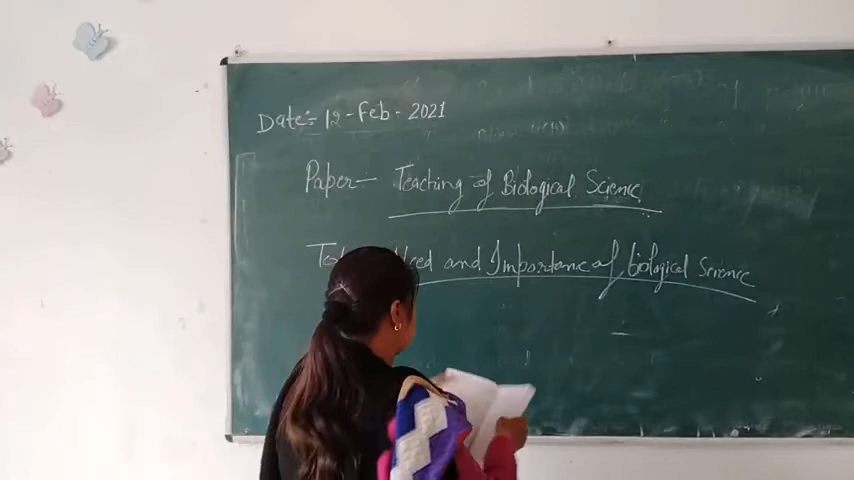 Date:- 12 - Feb - 2021
Paper:- Teaching of Biological Science
Need and Importance of biological Science